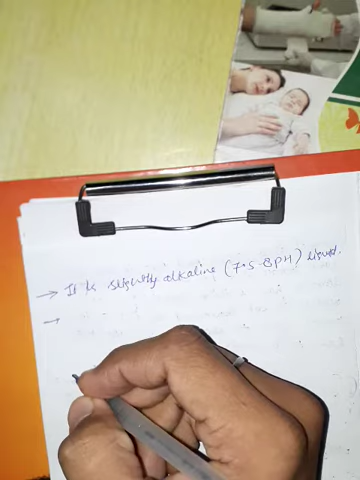 → It is slightly alkaline (7.5-8 PH) liquid.
→